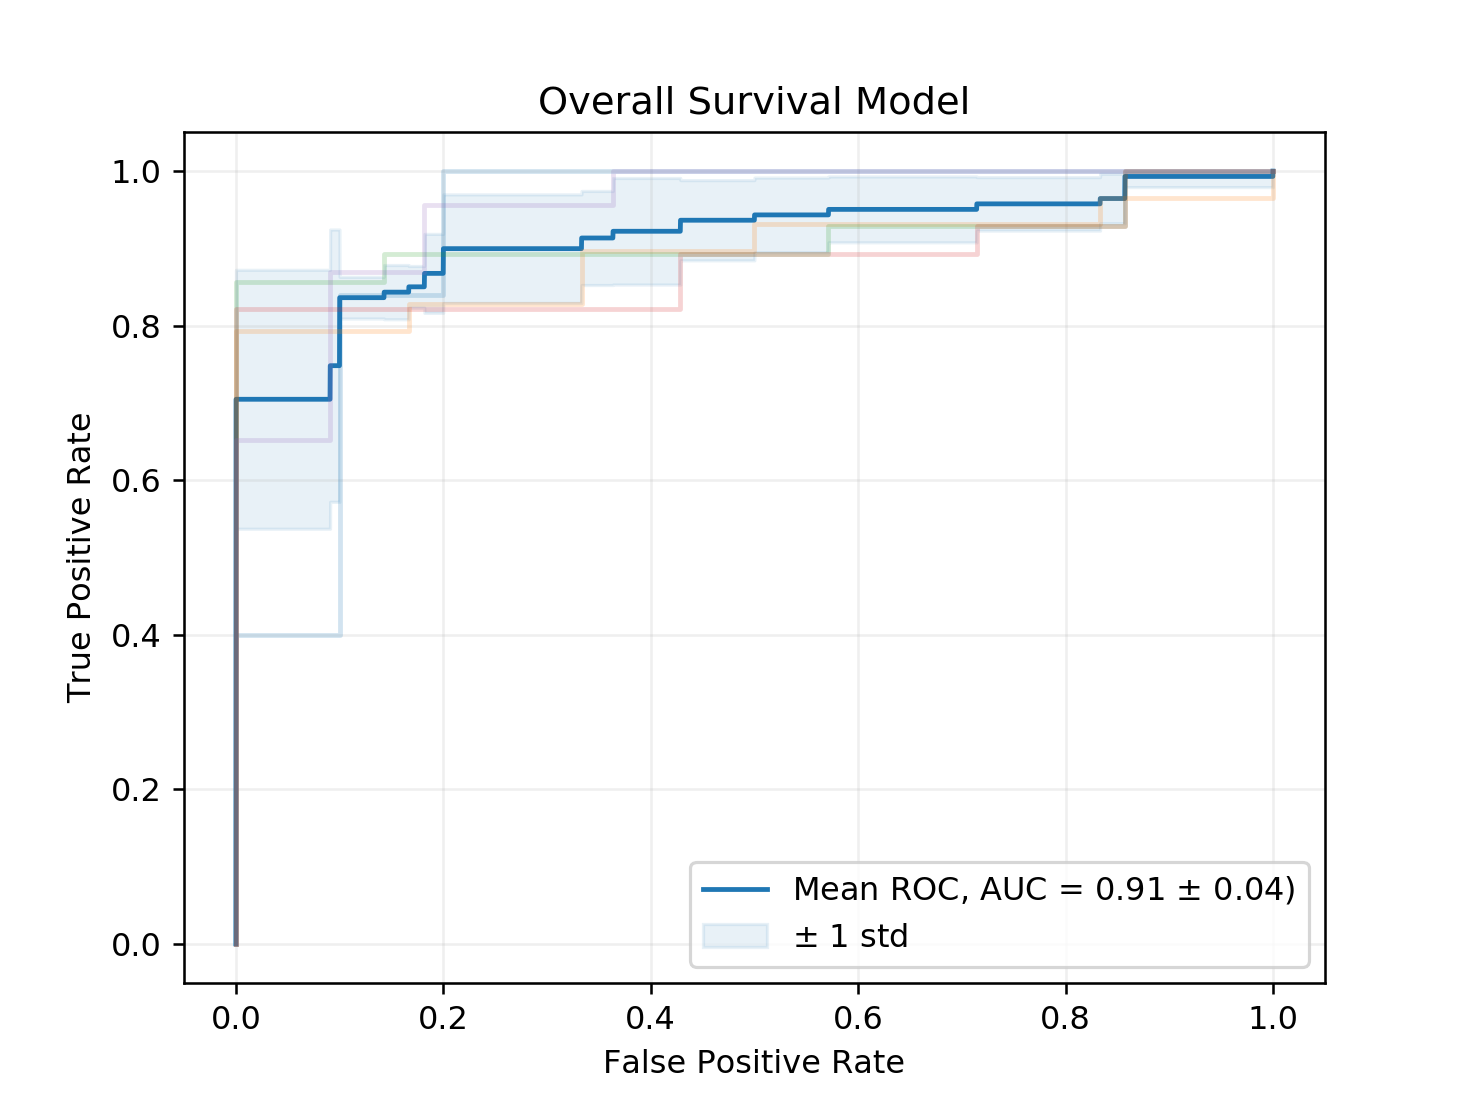 Overall Survival Model
1.0
0.8
0.6
0.4
0.2
0.0
True Positive Rate
Mean ROC, AUC = 0.91 ± 0.04)
± 1 std
0.0 0.2 0.4 0.6 0.8 1.0
False Positive Rate